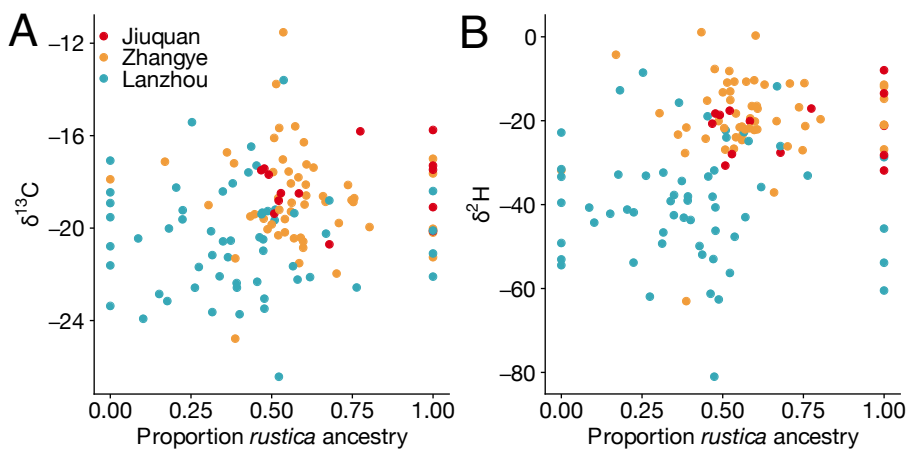 A
Jiuquan
Zhangye
Lanzhou
−12
−16
−20
−24
δ13C
0.00 0.25 0.50 0.75 1.00
Proportion rustica ancestry
B
0
−20
−40
−60
−80
δ2H
0.00 0.25 0.50 0.75 1.00
Proportion rustica ancestry